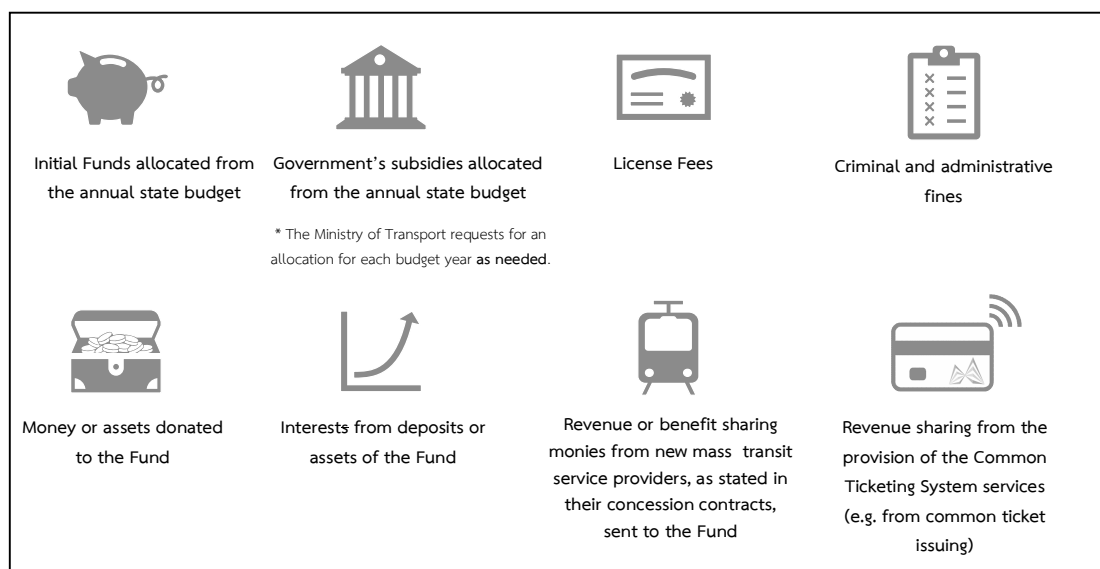 Initial Funds allocated from
the annual state budget
Government's subsidies allocated
from the annual state budget
* The Ministry of Transport requests for an
allocation for each budget year as needed.
License Fees
Criminal and administrative
fines
Money or assets donated
to the Fund
Interests from deposits or
assets of the Fund
Revenue or benefit sharing
monies from new mass transit
service providers, as stated in
their concession contracts,
sent to the Fund
Revenue sharing from the
provision of the Common
Ticketing System services
(e.g. from common ticket
issuing)